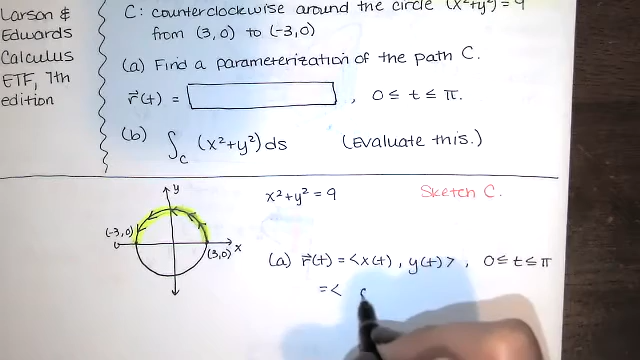 Larson &
Edwards
Calculus
ETF, 7th
edition
C: counterclockwise around the circle (x²+y²) = 9
from (3,0) to (-3,0)
(a) Find a parameterization of the path C.
r⃗(t) = , 0 ≤ t ≤ π.
(b) ∫_C (x²+y²) ds (Evaluate this.)
y
(-3,0)
x
(3,0)
x²+y² = 9
Sketch C.
(a) r⃗(t) = <x(t), y(t)>, 0 ≤ t ≤ π
= <